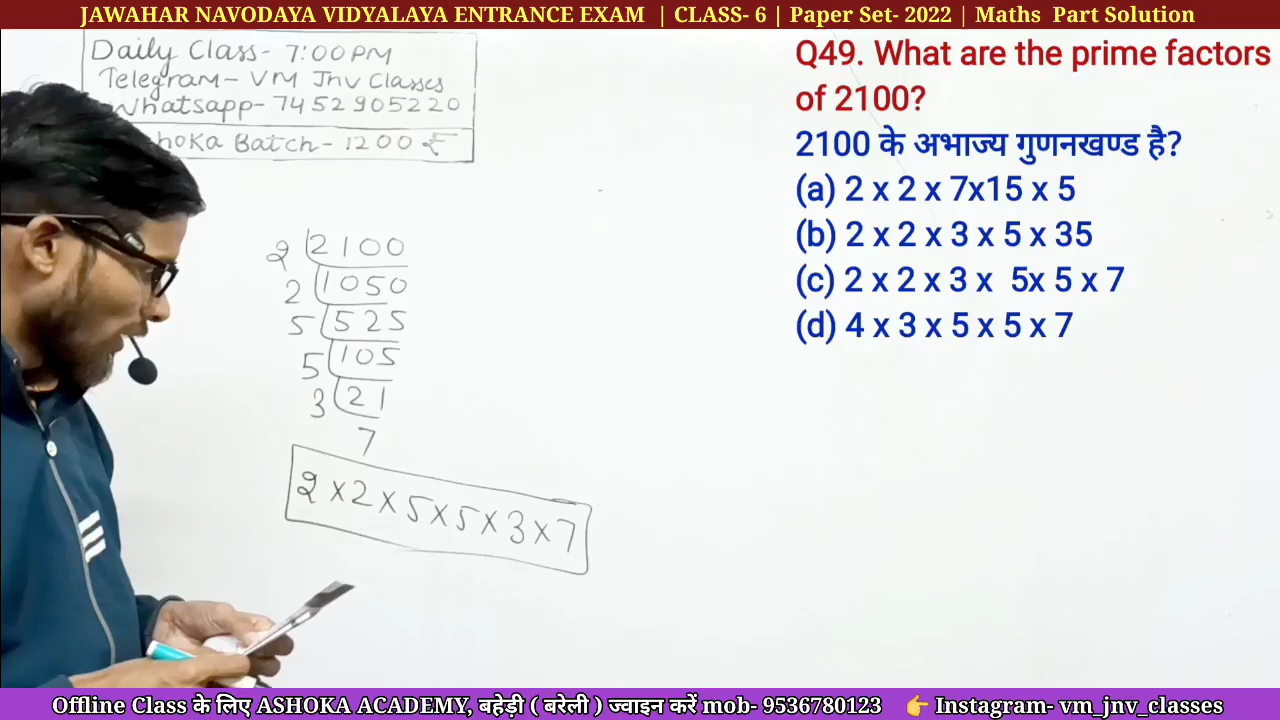 JAWAHAR NAVODAYA VIDYALAYA ENTRANCE EXAM | CLASS- 6 | Paper Set- 2022 | Maths Part Solution
Daily Class- 7:00PM
Telegram- VM Jnv Classes
Whatsapp- 7452905220
Batch- 1200 ₹
Q49. What are the prime factors
of 2100?
2100 के अभाज्य गुणनखण्ड है?
(a) 2 x 2 x 7x15 x 5
(b) 2 x 2 x 3 x 5 x 35
(c) 2 x 2 x 3 x 5x 5 x 7
(d) 4 x 3 x 5 x 5 x 7
2 2100
2 1050
5 525
5 105
3 21
7
2×2×5×5×3×7
Offline Class के लिए ASHOKA ACADEMY, बहेड़ी ( बरेली ) ज्वाइन करें mob- 9536780123 👉 Instagram- vm_jnv_classes